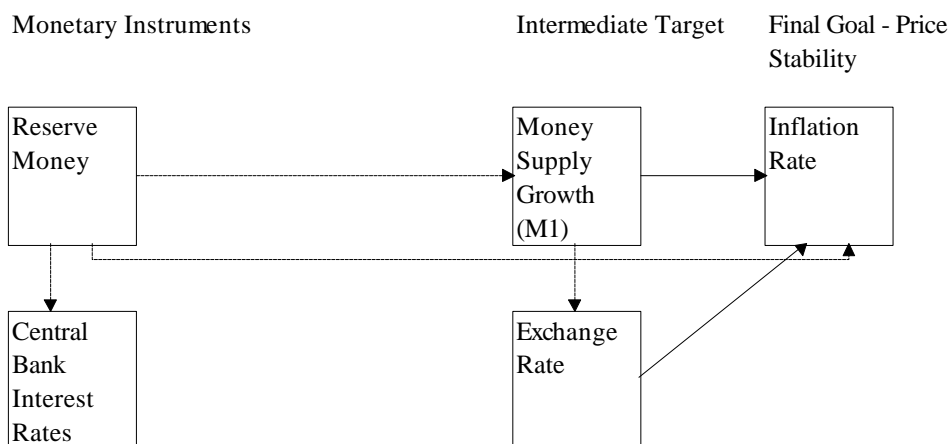 Monetary Instruments
Intermediate Target
Final Goal - Price
Stability
Reserve
Money
Money
Supply
Growth
(M1)
Inflation
Rate
Central
Bank
Interest
Rates
Exchange
Rate